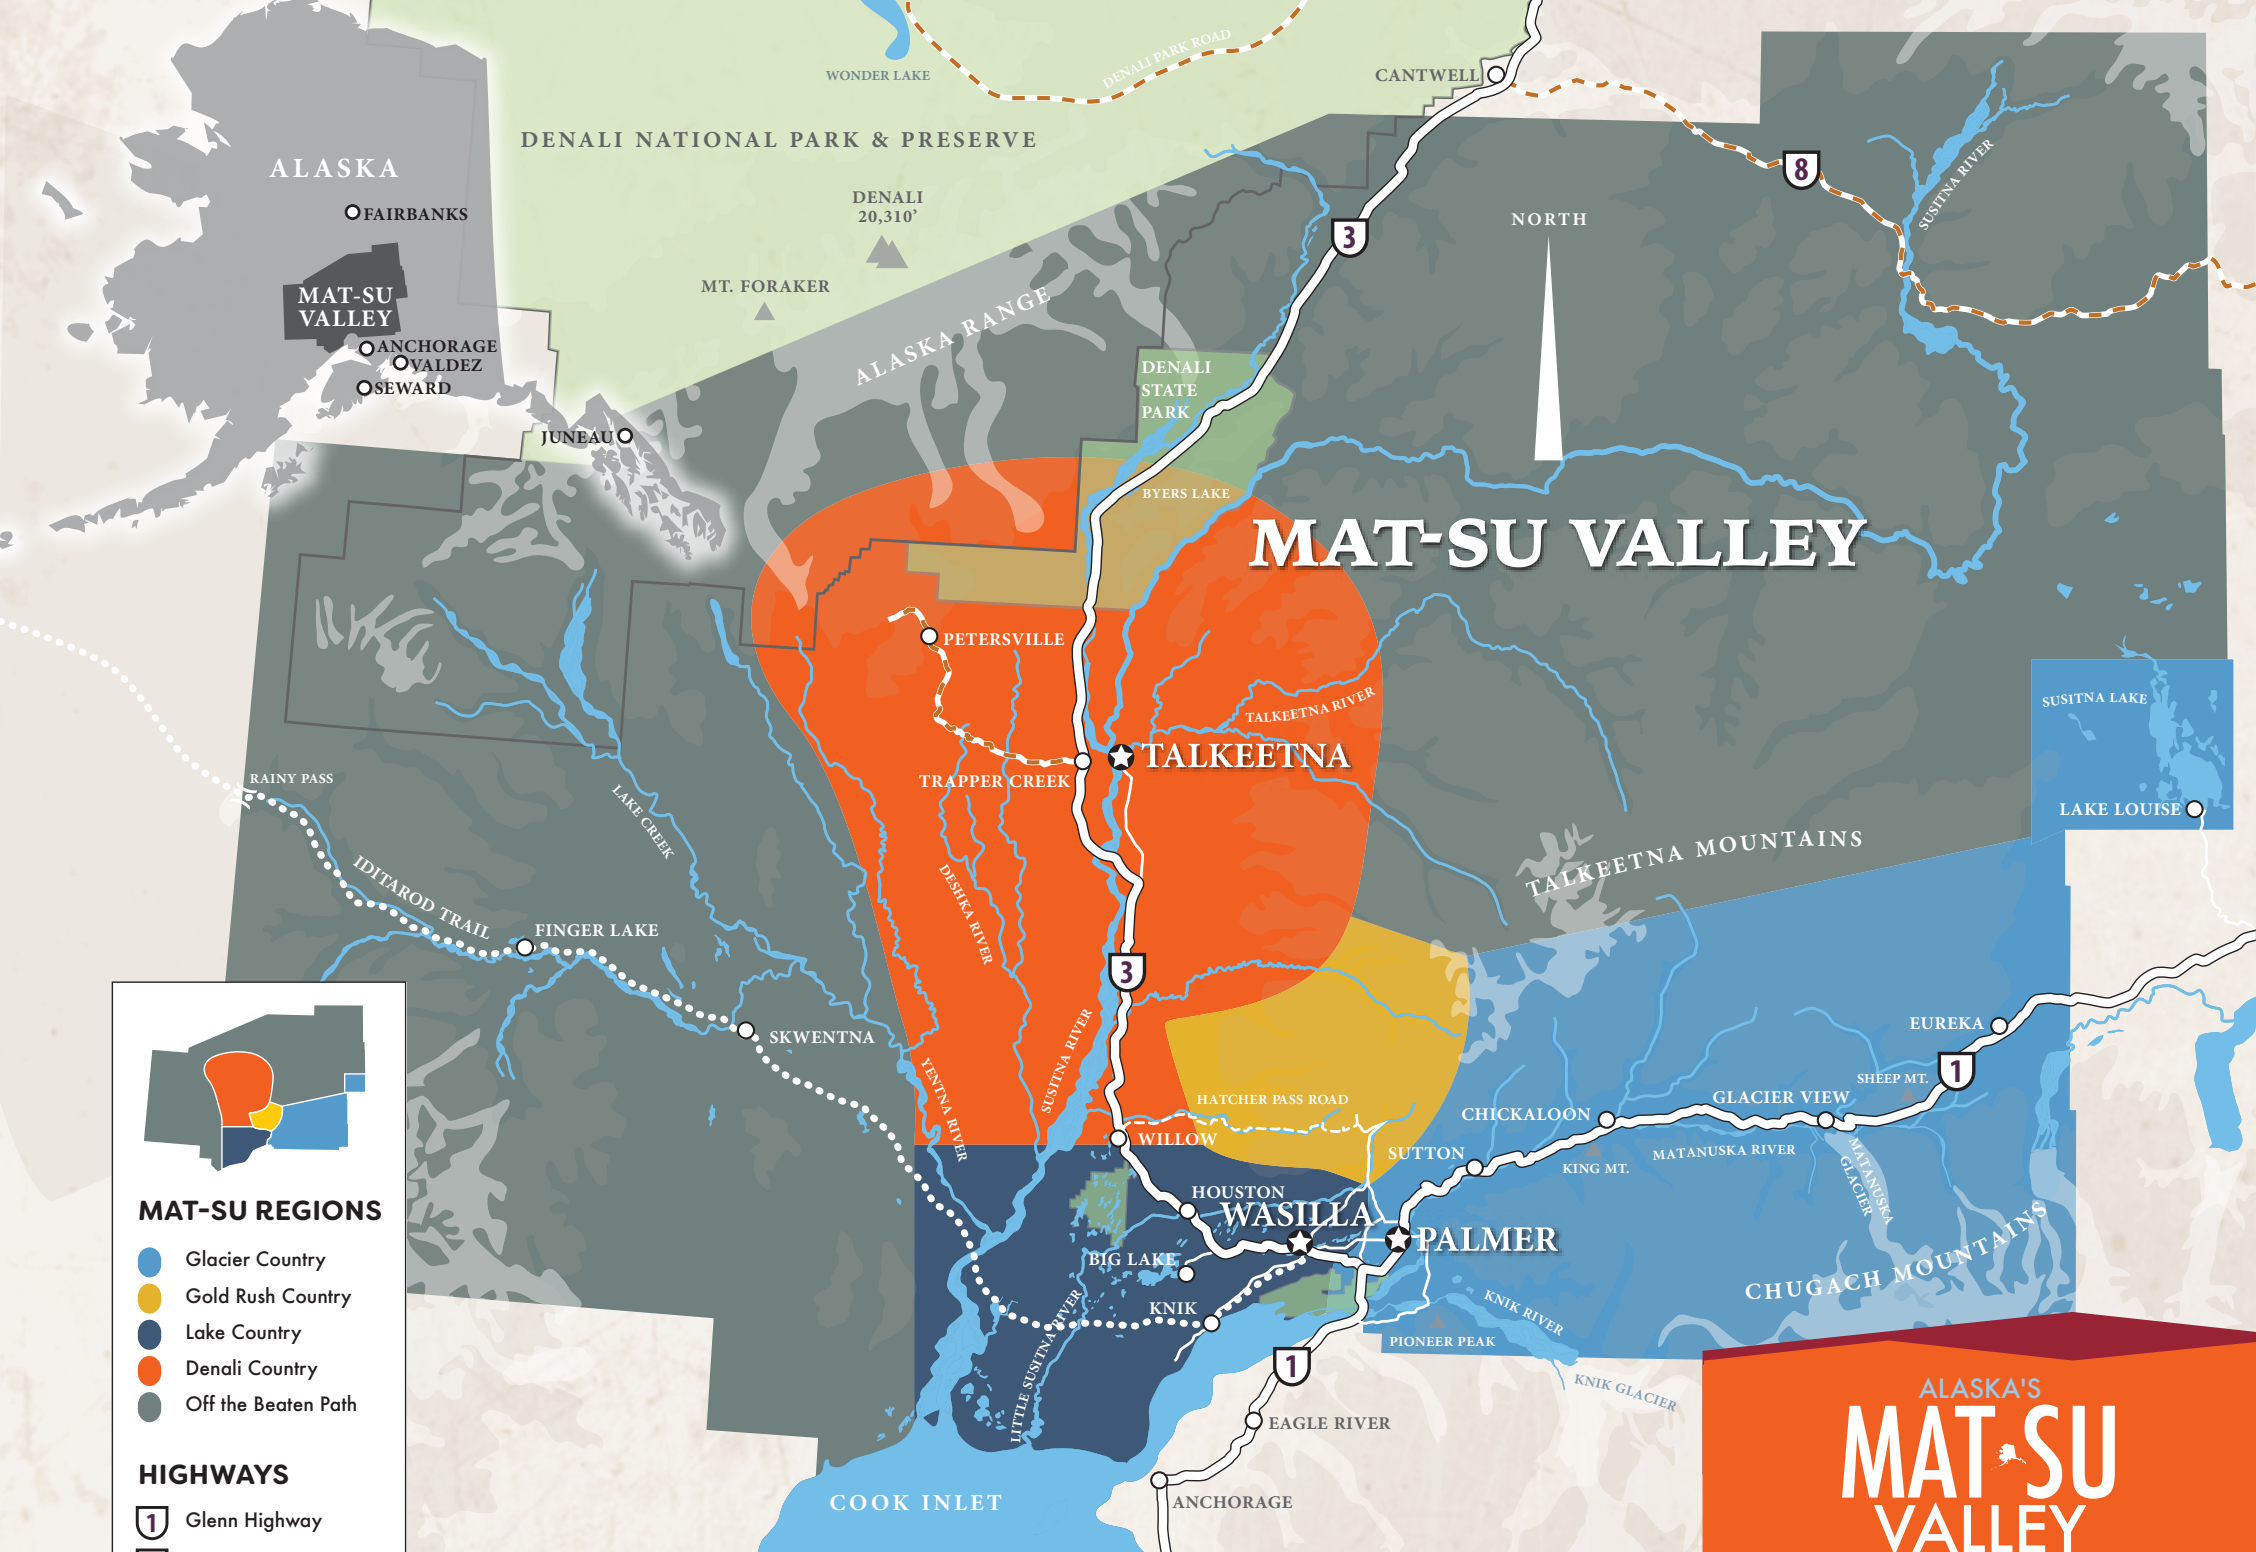 WONDER LAKE
DENALI PARK ROAD
CANTWELL
DENALI NATIONAL PARK & PRESERVE
ALASKA
FAIRBANKS
MAT-SU
VALLEY
ANCHORAGE
VALDEZ
SEWARD
JUNEAU
DENALI
20,310’
MT. FORAKER
ALASKA RANGE
8
3
NORTH
SUSITNA RIVER
DENALI
STATE
PARK
BYERS LAKE
MAT-SU VALLEY
PETERSVILLE
TALKEETNA RIVER
TALKEETNA
TRAPPER CREEK
SUSITNA LAKE
LAKE LOUISE
RAINY PASS
LAKE CREEK
IDITAROD TRAIL
FINGER LAKE
DESHKA RIVER
TALKEETNA MOUNTAINS
3
SKWENTNA
YENTNA RIVER
SUSITNA RIVER
EUREKA
1
SHEEP MT.
HATCHER PASS ROAD
WILLOW
CHICKALOON
GLACIER VIEW
SUTTON
KING MT.
MATANUSKA RIVER
MATANUSKA
GLACIER
HOUSTON
WASILLA
PALMER
BIG LAKE
KNIK
LITTLE SUSITNA RIVER
KNIK RIVER
PIONEER PEAK
CHUGACH MOUNTAINS
KNIK GLACIER
1
EAGLE RIVER
ANCHORAGE
COOK INLET
MAT-SU REGIONS
Glacier Country
Gold Rush Country
Lake Country
Denali Country
Off the Beaten Path
HIGHWAYS
1 Glenn Highway
ALASKA'S
MAT SU
VALLEY